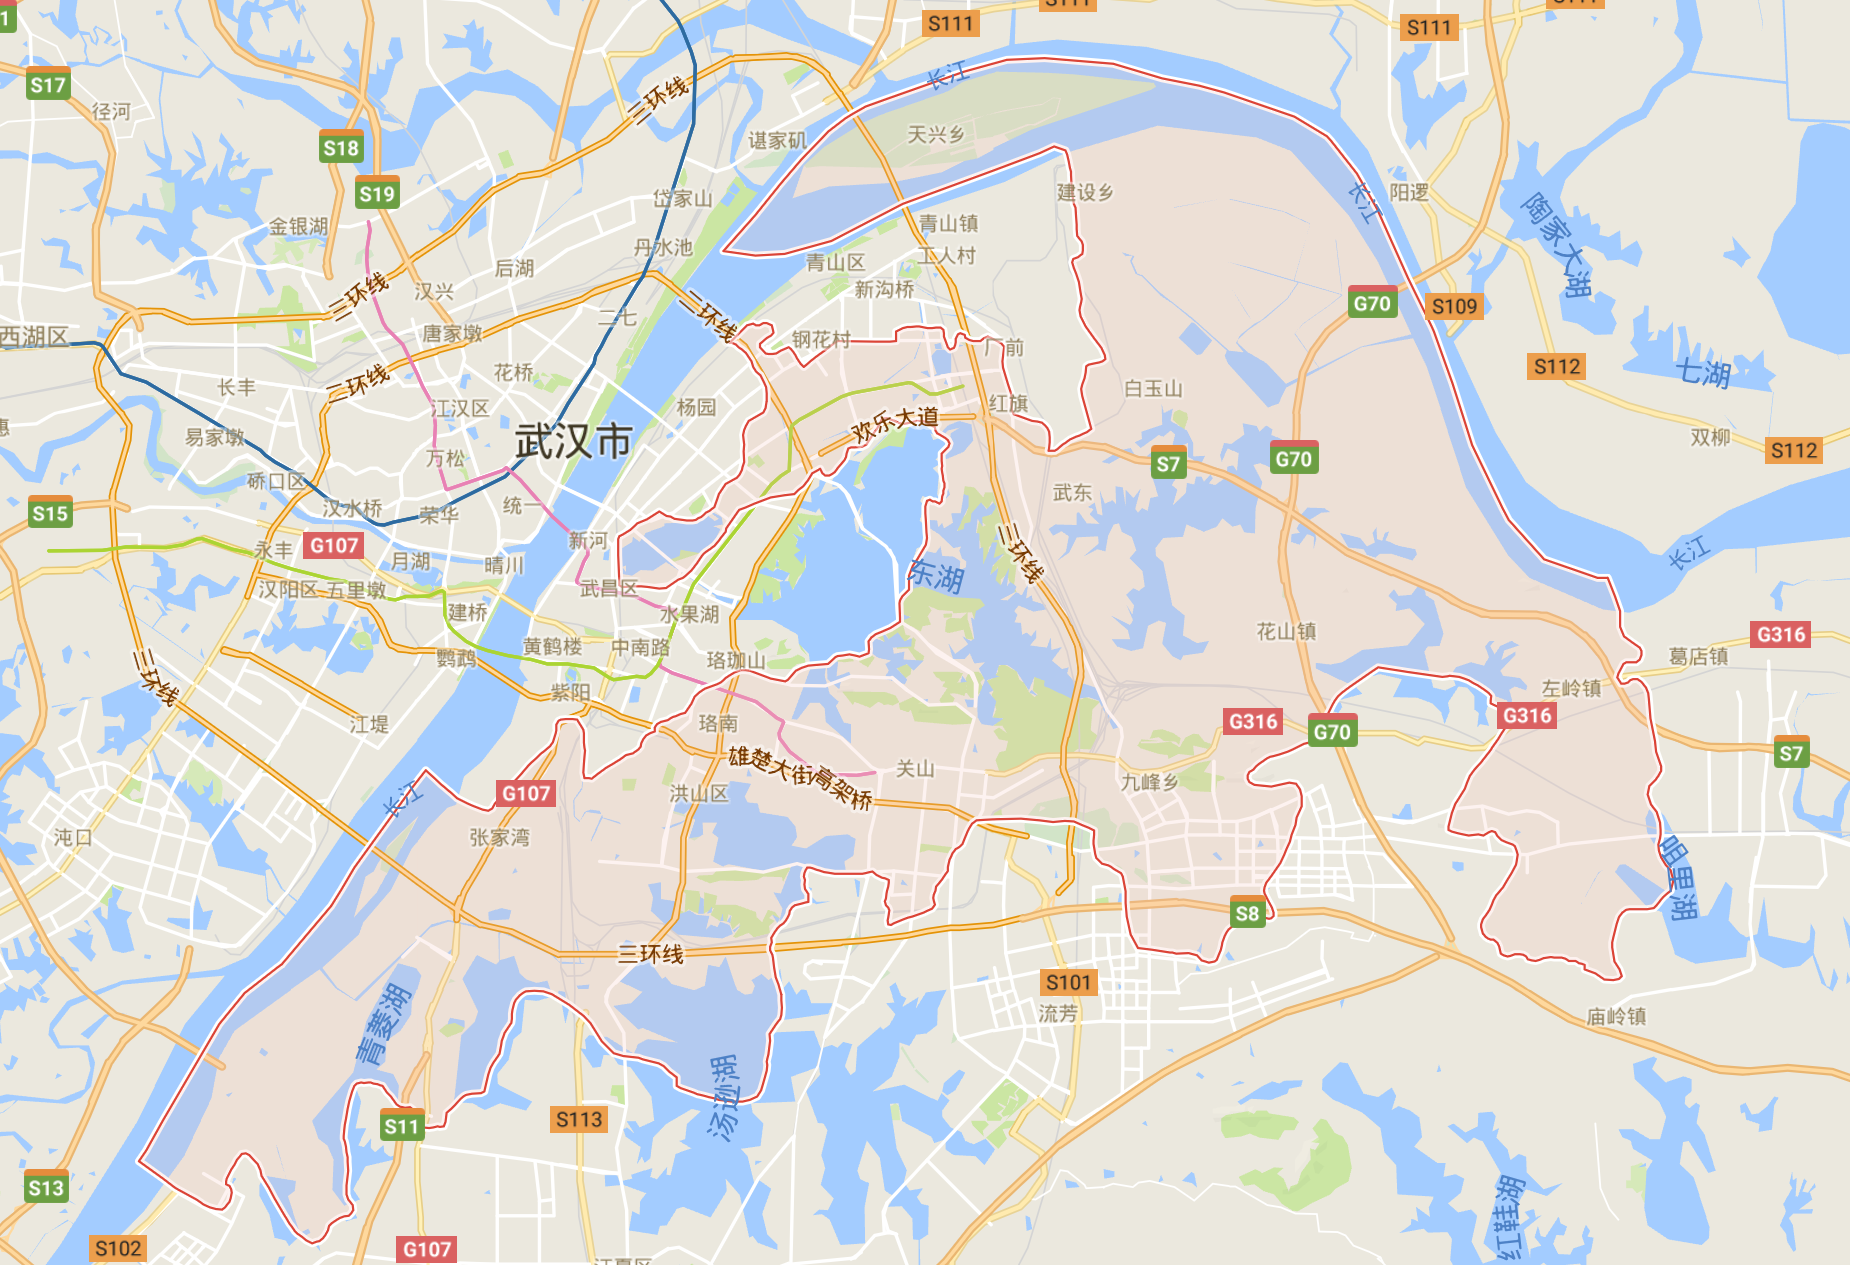 S111
S111
S111
S111
1
S17
径河
长江
三环线
S18
谌家矶
天兴乡
S19
岱家山
建设乡
阳逻
长江
陶家大湖
金银湖
青山镇
丹水池
工人村
后湖
青山区
三环线
汉兴
新沟桥
G70
S109
二七
二环线
西湖区
唐家墩
钢花村
厂前
花桥
S112
七湖
二环线
长丰
白玉山
江汉区
杨园
红旗
欢乐大道
武汉市
易家墩
双柳
万松
S7
G70
S112
硚口区
武东
S15
汉水桥
荣华
统一
新河
G107
永丰
月湖
晴川
三环线
长江
东湖
汉阳区
五里墩
武昌区
建桥
水果湖
花山镇
G316
黄鹤楼
中南路
鹦鹉
珞珈山
葛店镇
三环线
紫阳
左岭镇
江堤
珞南
G316
G316
G70
S7
雄楚大街高架桥
关山
九峰乡
长江
G107
洪山区
沌口
张家湾
咀里湖
S8
三环线
S101
青菱湖
流芳
庙岭镇
汤逊湖
S11
S113
S13
S102
G107
江夏区